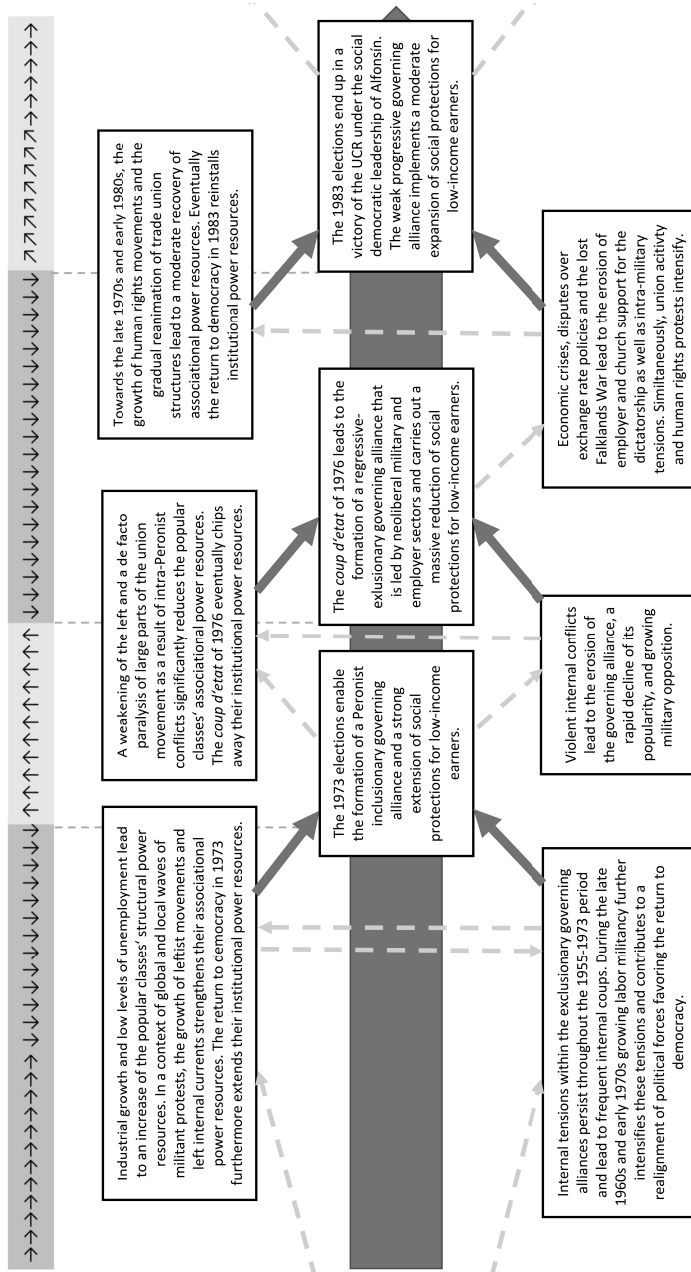 Industrial growth and low levels of unemployment lead
to an increase of the popular classes‘ structural power
resources. In a context of global and local waves of
militant protests, the growth of leftist movements and
left internal currents strengthens their associational
power resources. The return to democracy in 1973
furthermore extends their institutional power resources.
A weakening of the left and a de facto
paralysis of large parts of the union
movement as a result of intra-Peronist
conflicts significantly reduces the popular
classes‘ associational power resources.
The coup d’etat of 1976 eventually chips
away their institutional power resources.
Towards the late 1970s and early 1980s, the
growth of human rights movements and the
gradual reanimation of trade union
structures lead to a moderate recovery of
associational power resources. Eventually
the return to democracy in 1983 reinstalls
institutional power resources.
The 1973 elections enable
the formation of a Peronist
inclusionary governing
alliance and a strong
extension of social
protections for low-income
earners.
The coup d’etat of 1976 leads to the
formation of a regressive-
exlusionary governing alliance that
is led by neoliberal military and
employer sectors and carries out a
massive reduction of social
protections for low-income earners.
The 1983 elections end up in a
victory of the UCR under the social
democratic leadership of Alfonsín.
The weak progressive governing
alliance implements a moderate
expansion of social protections for
low-income earners.
Internal tensions within the exclusionary governing
alliances persist throughout the 1955-1973 period
and lead to frequent internal coups. During the late
1960s and early 1970s growing labor militancy further
intensifies these tensions and contributes to a
realignment of political forces favoring the return to
democracy.
Violent internal conflicts
lead to the erosion of
the governing alliance, a
rapid decline of its
popularity, and growing
military opposition.
Economic crises, disputes over
exchange rate policies and the lost
Falklands War lead to the erosion of
employer and church support for the
dictatorship as well as intra-military
tensions. Similtaneously, union acitivty
and human rights protests intensify.